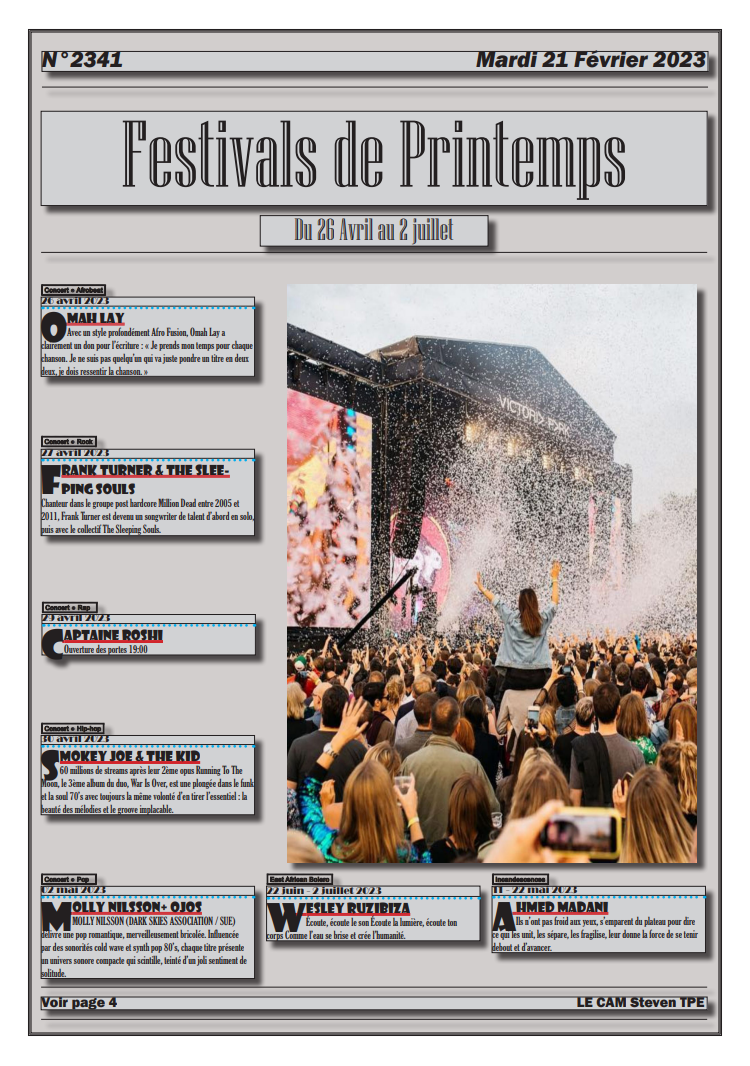 N°2341 Mardi 21 Février 2023
Festivals de Printemps
Du 26 Avril au 2 juillet
Concert • Afrobeat
26 avril 2023
OMAH LAY
Avec un style profondément Afro Fusion, Omah Lay a
clairement un don pour l'écriture : « Je prends mon temps pour chaque
chanson. Je ne suis pas quelqu'un qui va juste pondre un titre en deux
deux, je dois ressentir la chanson. »
Concert • Rock
27 avril 2023
FRANK TURNER & THE SLEE-
PING SOULS
Chanteur dans le groupe post hardcore Million Dead entre 2005 et
2011, Frank Turner est devenu un songwriter de talent d'abord en solo,
puis avec le collectif The Sleeping Souls.
Concert • Rap
29 avril 2023
CAPTAINE ROSHI
Ouverture des portes 19:00
Concert • Hip-hop
30 avril 2023
SMOKEY JOE & THE KID
60 millions de streams après leur 2ème opus Running To The
Moon, le 3ème album du duo, War Is Over, est une plongée dans le funk
et la soul 70's avec toujours la même volonté d'en tirer l'essentiel : la
beauté des mélodies et le groove implacable.
VICTORIA PARK
Concert • Pop
02 mai 2023
MOLLY NILSSON+ OJOS
MOLLY NILSSON (DARK SKIES ASSOCIATION / SUE)
délivre une pop romantique, merveilleusement bricolée. Influencée
par des sonorités cold wave et synth pop 80's, chaque titre présente
un univers sonore compacte qui scintille, teinté d'un joli sentiment de
solitude.
East African Bolero
22 juin - 2 juillet 2023
WESLEY RUZIBIZA
Écoute, écoute le son Écoute la lumière, écoute ton
corps Comme l'eau se brise et crée l'humanité.
Incandescences
11 - 22 mai 2023
AHMED MADANI
Ils n'ont pas froid aux yeux, s'emparent du plateau pour dire
ce qui les unit, les sépare, les fragilise, leur donne la force de se tenir
debout et d'avancer.
Voir page 4 LE CAM Steven TPE